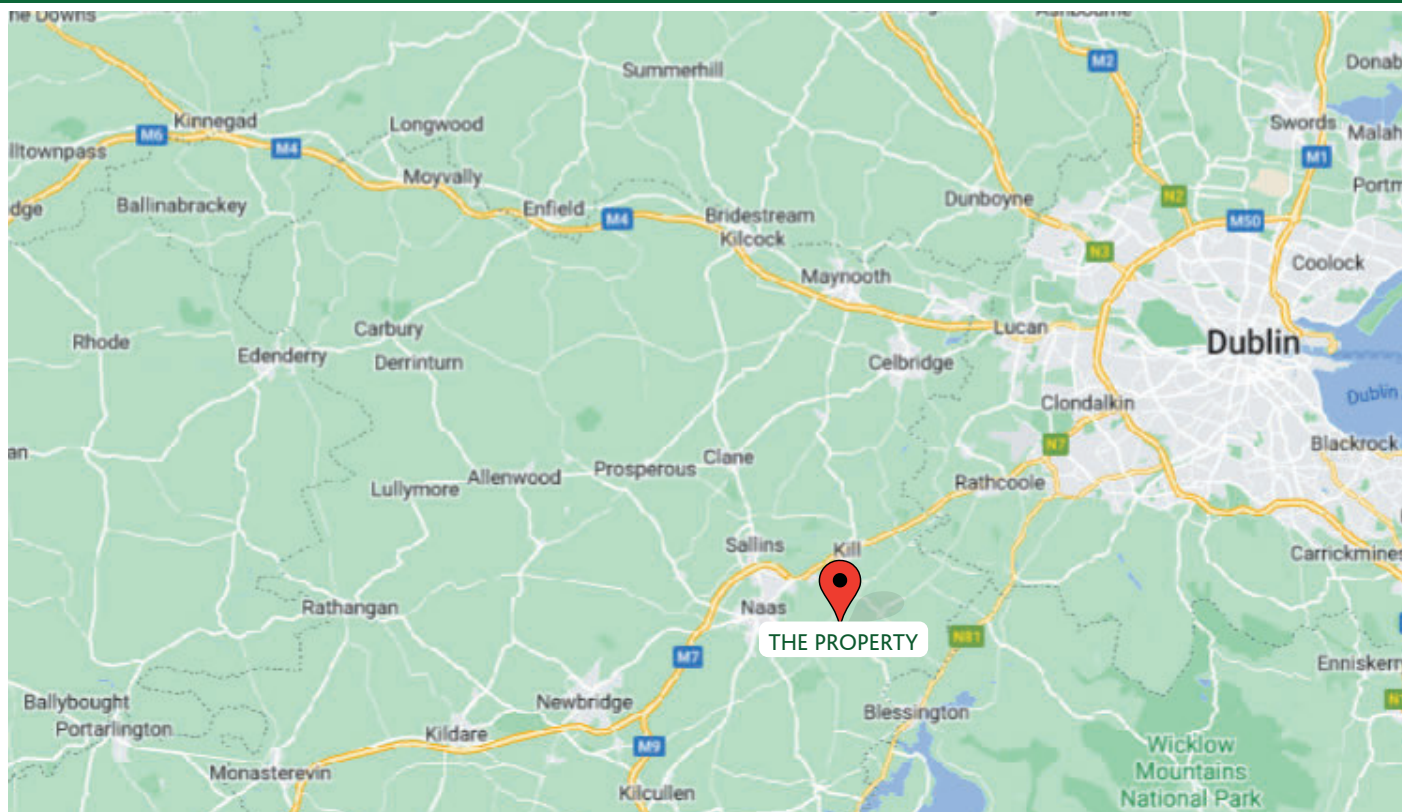 ne Downs
Ashbourne
M2
Donab
Summerhill
Kinnegad
M6
M4
Longwood
Swords
Malah
M1
lltownpass
Moyvally
Ballinabrackey
dge
Enfield
M4
Bridestream
Kilcock
Dunboyne
N2
Portm
M50
N3
Coolock
Maynooth
Rhode
Carbury
Edenderry
Derrinturn
Lucan
Celbridge
Dublin
Clondalkin
Dublin
N7
Blackrock
an
Lullymore
Allenwood
Prosperous
Clane
Rathcoole
Sallins
Kill
Carrickmines
Rathangan
Naas
THE PROPERTY
N81
M7
Enniskerr
Ballybought
Portarlington
Newbridge
Blessington
Kildare
M9
Monasterevin
Kilcullen
Wicklow
Mountains
National Park